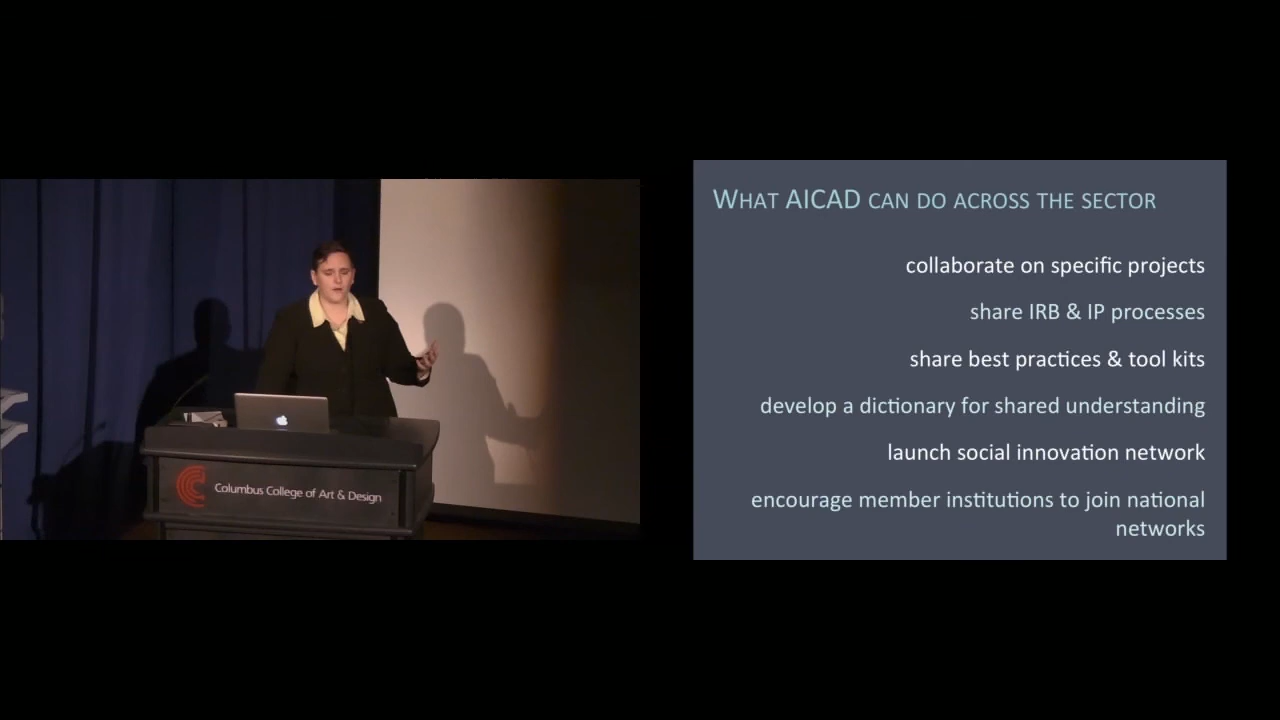 Columbus College of Art & Design
WHAT AICAD CAN DO ACROSS THE SECTOR
collaborate on specific projects
share IRB & IP processes
share best practices & tool kits
develop a dictionary for shared understanding
launch social innovation network
encourage member institutions to join national
networks